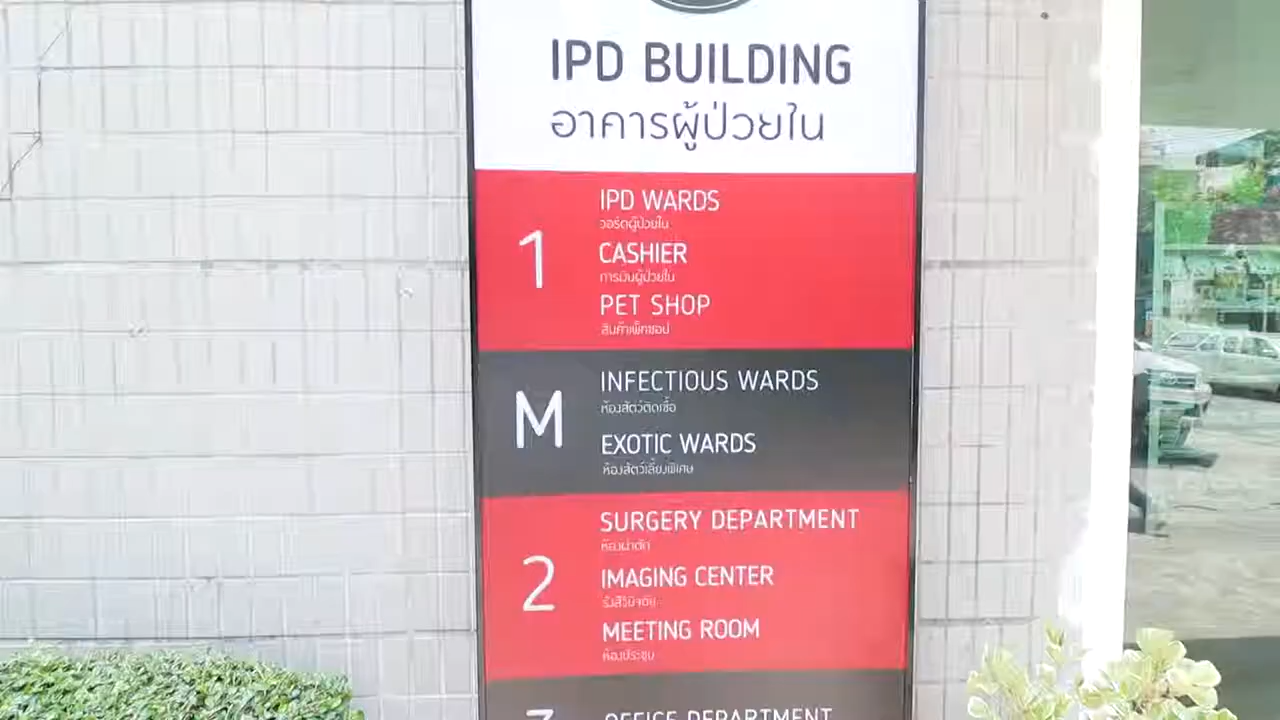 IPD BUILDING
อาคารผู้ป่วยใน
1
IPD WARDS
วอร์ดผู้ป่วยใน
CASHIER
การเงินผู้ป่วยใน
PET SHOP
สินค้าเพ็ทชอป
M
INFECTIOUS WARDS
ห้องสัตว์ติดเชื้อ
EXOTIC WARDS
ห้องสัตว์เลี้ยงพิเศษ
2
SURGERY DEPARTMENT
ห้องผ่าตัด
IMAGING CENTER
รังสีวินิจฉัย
MEETING ROOM
ห้องประชุม
OFFICE DEPARTMENT